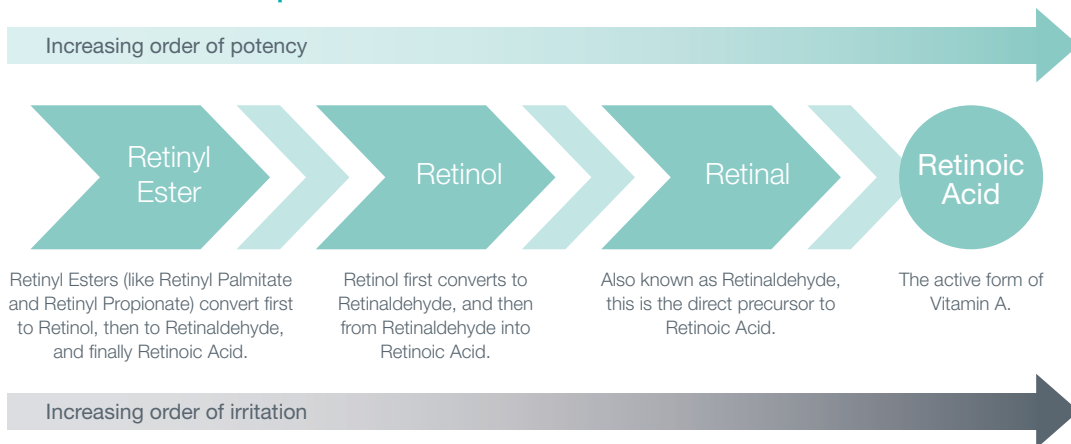 Increasing order of potency
Retinyl
Ester
Retinol
Retinal
Retinoic
Acid
Retinyl Esters (like Retinyl Palmitate
and Retinyl Propionate) convert first
to Retinol, then to Retinaldehyde,
and finally Retinoic Acid.
Retinol first converts to
Retinaldehyde, and then
from Retinaldehyde into
Retinoic Acid.
Also known as Retinaldehyde,
this is the direct precursor to
Retinoic Acid.
The active form of
Vitamin A.
Increasing order of irritation